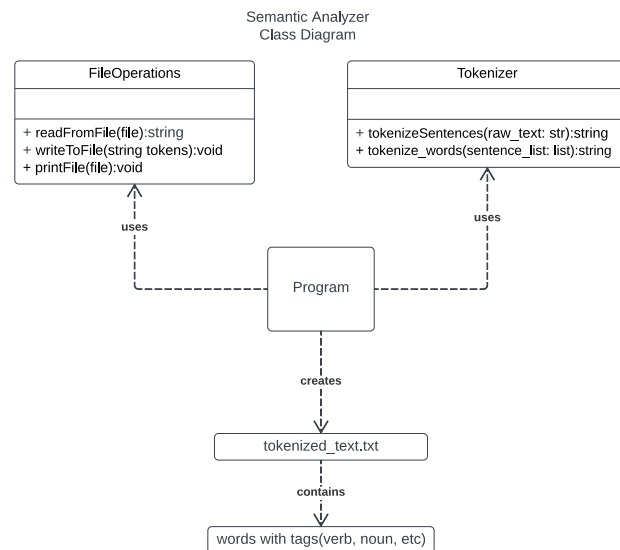 Semantic Analyzer
Class Diagram
FileOperations
+ readFromFile(file):string
+ writeToFile(string tokens):void
+ printFile(file):void
Tokenizer
+ tokenizeSentences(raw_text: str):string
+ tokenize_words(sentence_list: list):string
uses
uses
Program
creates
tokenized_text.txt
contains
words with tags(verb, noun, etc)